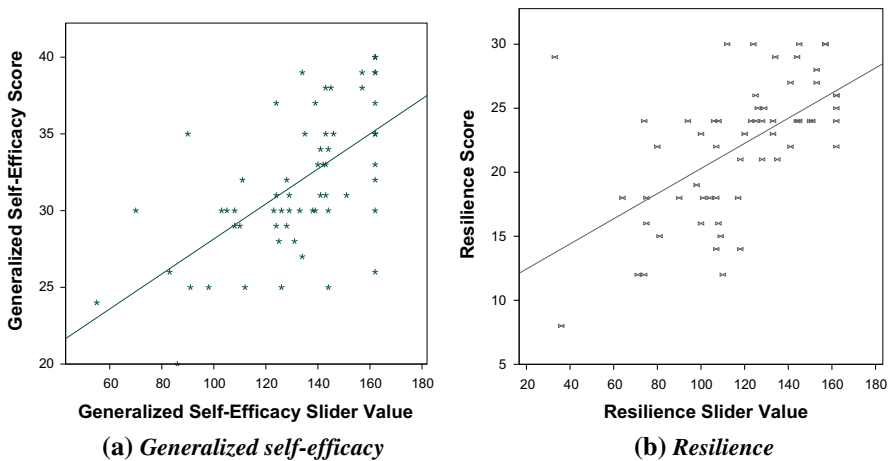 40
35
30
25
20
60 80 100 120 140 160 180
Generalized Self-Efficacy Score
Generalized Self-Efficacy Slider Value
(a) Generalized self-efficacy
30
25
20
15
10
5
20 40 60 80 100 120 140 160 180
Resilience Score
Resilience Slider Value
(b) Resilience